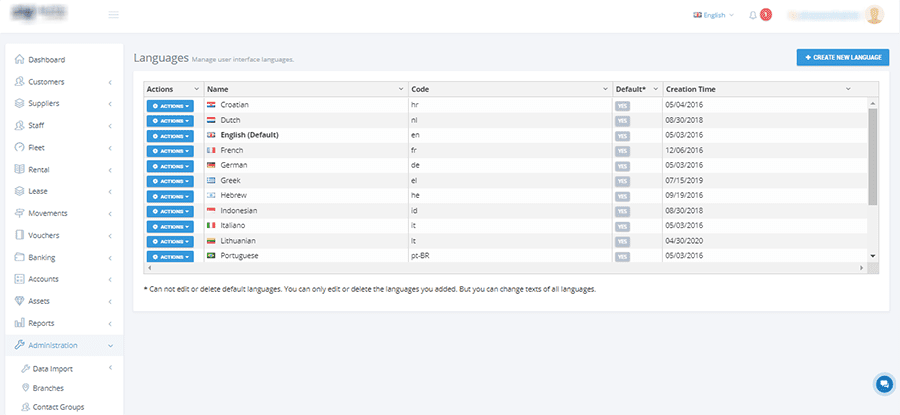 English
1
Dashboard
Customers
Suppliers
Staff
Fleet
Rental
Lease
Movements
Vouchers
Banking
Accounts
Assets
Reports
Administration
Data Import
Branches
Contact Groups
Languages Manage user interface languages.
+ CREATE NEW LANGUAGE
Actions Name Code Default* Creation Time
ACTIONS Croatian hr YES 05/04/2016
ACTIONS Dutch nl YES 08/30/2018
ACTIONS English (Default) en YES 05/03/2016
ACTIONS French fr YES 12/06/2016
ACTIONS German de YES 05/03/2016
ACTIONS Greek el YES 07/15/2019
ACTIONS Hebrew he YES 09/19/2016
ACTIONS Indonesian id YES 08/30/2018
ACTIONS Italiano it YES 05/03/2016
ACTIONS Lithuanian lt YES 04/30/2020
ACTIONS Portuguese pt-BR YES 05/03/2016
* Can not edit or delete default languages. You can only edit or delete the languages you added. But you can change texts of all languages.